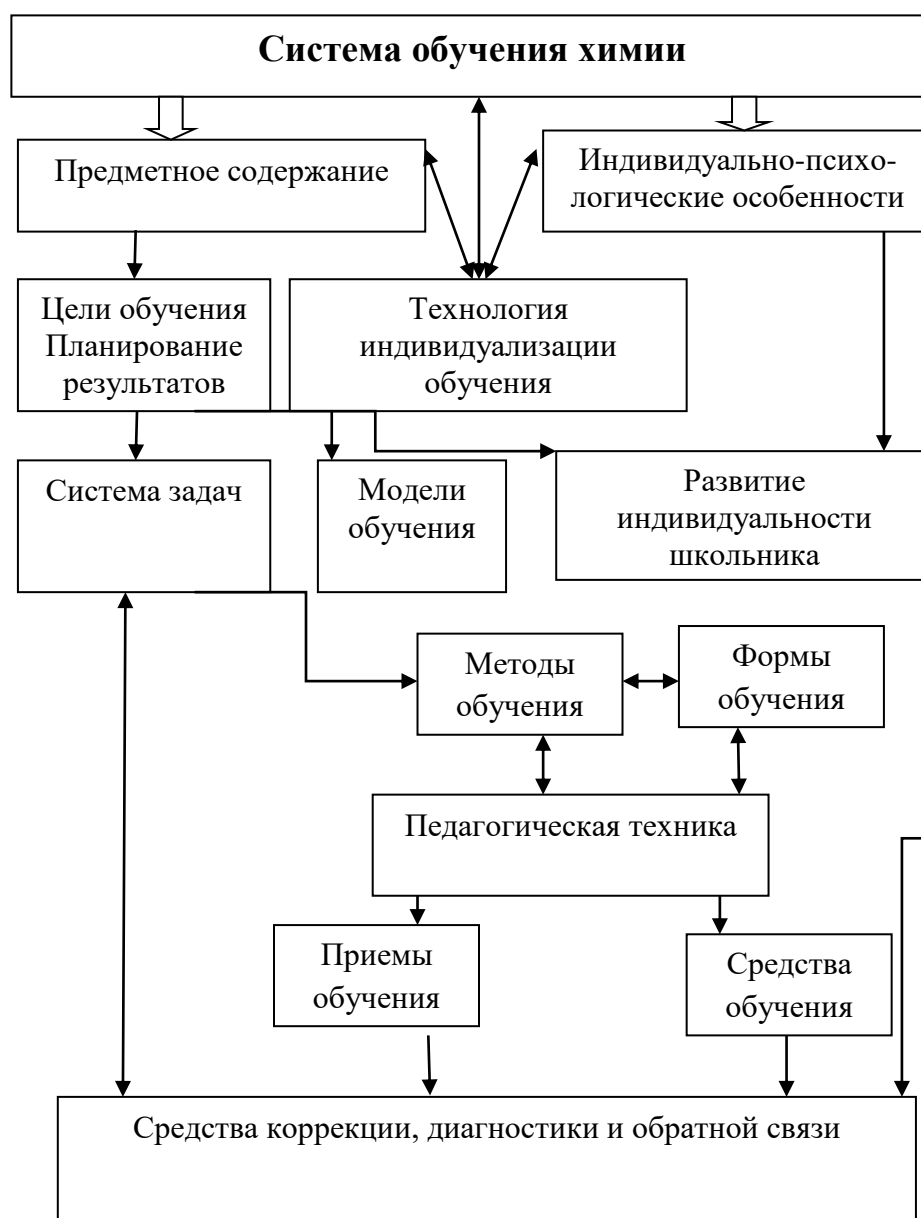 Система обучения химии
Предметное содержание
Индивидуально-психо-
логические особенности
Цели обучения
Планирование
результатов
Технология
индивидуализации
обучения
Система задач
Модели
обучения
Развитие
индивидуальности
школьника
Методы
обучения
Формы
обучения
Педагогическая техника
Приемы
обучения
Средства
обучения
Средства коррекции, диагностики и обратной связи